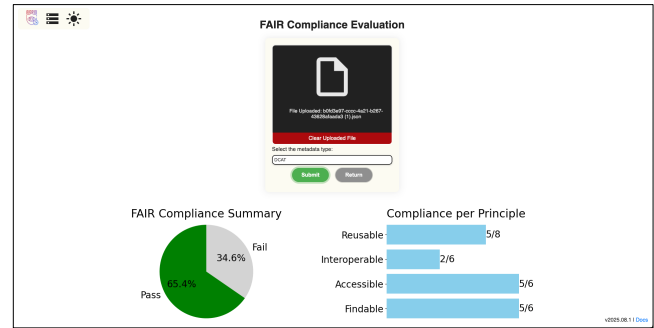 FAIR Compliance Evaluation
File Uploaded: b0fd3e97-cccc-4a21-b267-
43628afaada3 (1).json
Clear Uploaded File
Select the metadata type:
DCAT
Submit
Return
FAIR Compliance Summary
Fail
34.6%
65.4%
Pass
Compliance per Principle
Reusable
5/8
Interoperable
2/6
Accessible
5/6
Findable
5/6
v2025.08.1 | Docs